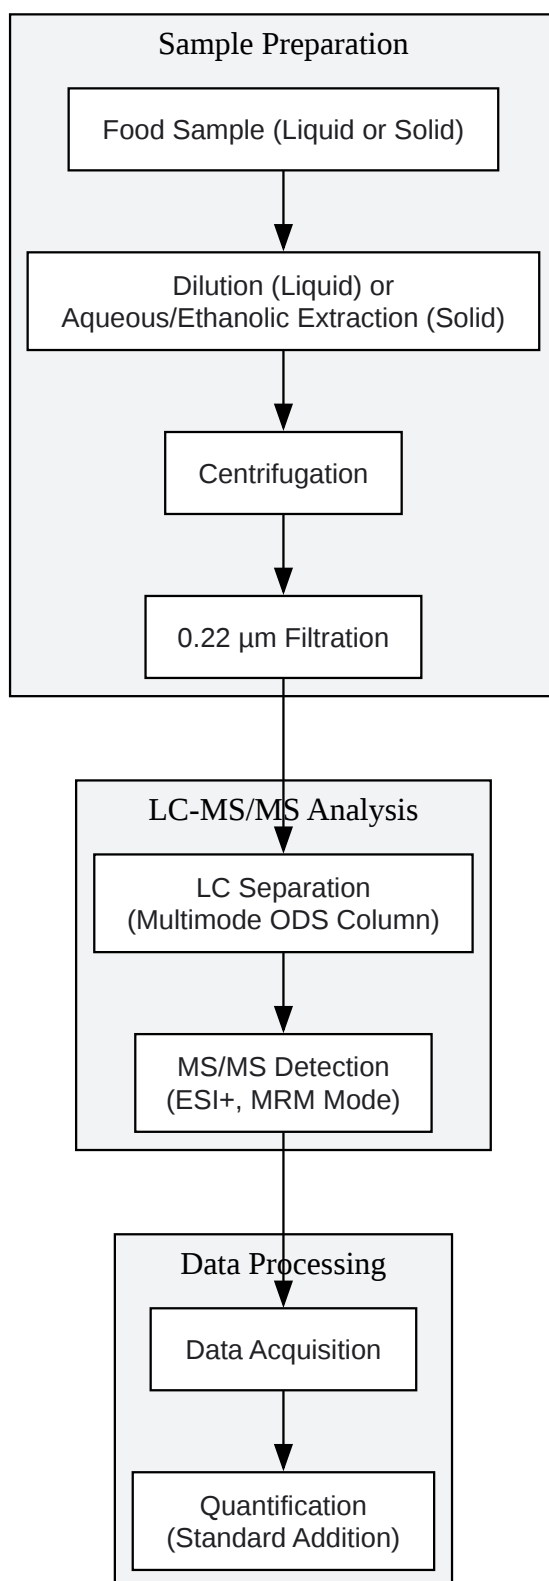 Sample Preparation
Food Sample (Liquid or Solid)
Dilution (Liquid) or
Aqueous/Ethanolic Extraction (Solid)
Centrifugation
0.22 µm Filtration
LC-MS/MS Analysis
LC Separation
(Multimode ODS Column)
MS/MS Detection
(ESI+, MRM Mode)
Data Processing
Data Acquisition
Quantification
(Standard Addition)